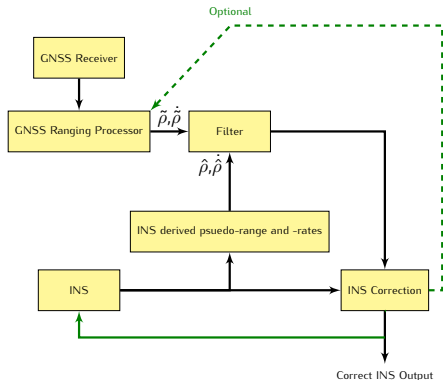 Optional
GNSS Receiver
GNSS Ranging Processor
ρ̃,ρ̃̇
Filter
ρ̂,ρ̂̇
INS derived psuedo-range and -rates
INS
INS Correction
Correct INS Output